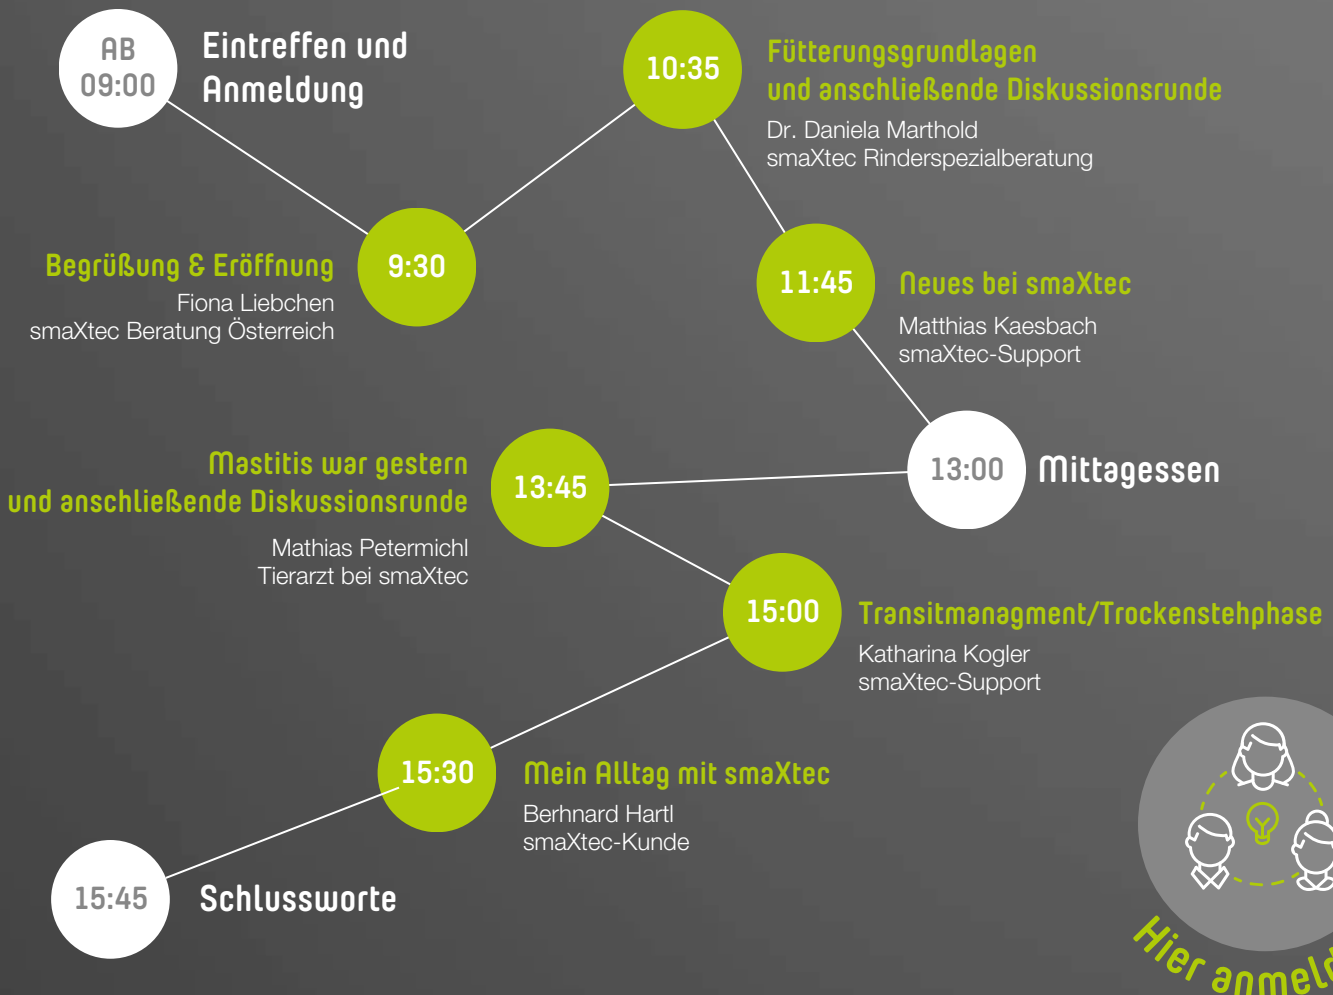 AB
09:00
Eintreffen und
Anmeldung
9:30
Begrüßung & Eröffnung
Fiona Liebchen
smaXtec Beratung Österreich
10:35
Fütterungsgrundlagen
und anschließende Diskussionsrunde
Dr. Daniela Marthold
smaXtec Rinderspezialberatung
11:45
Neues bei smaXtec
Matthias Kaesbach
smaXtec-Support
13:00
Mittagessen
13:45
Mastitis war gestern
und anschließende Diskussionsrunde
Mathias Petermichl
Tierarzt bei smaXtec
15:00
Transitmanagment/Trockenstehphase
Katharina Kogler
smaXtec-Support
15:30
Mein Alltag mit smaXtec
Berhnard Hartl
smaXtec-Kunde
15:45
Schlussworte
Hier